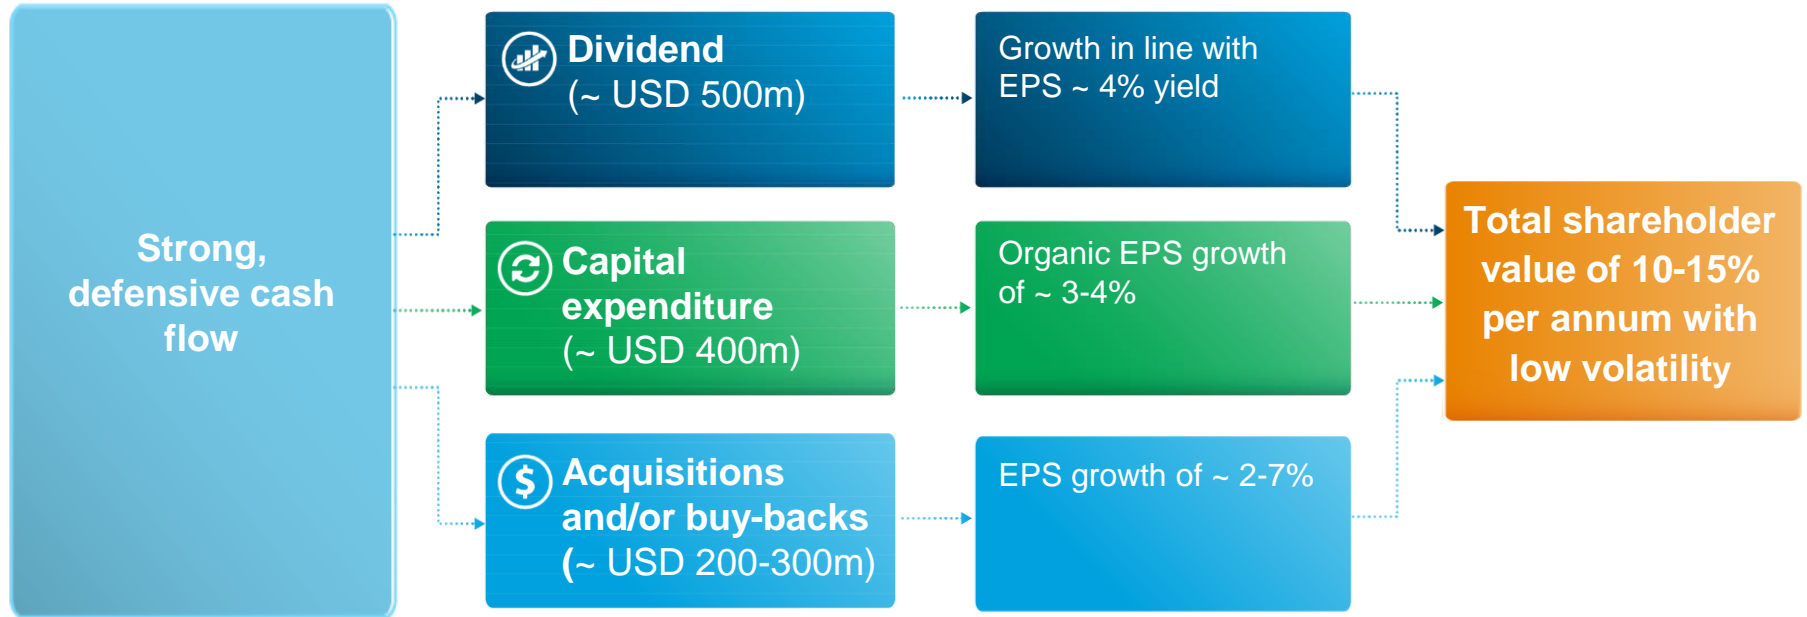 Strong,
defensive cash
flow
Dividend
(~ USD 500m)
Growth in line with
EPS ~ 4% yield
Capital
expenditure
(~ USD 400m)
Organic EPS growth
of ~ 3-4%
Acquisitions
and/or buy-backs
(~ USD 200-300m)
EPS growth of ~ 2-7%
Total shareholder
value of 10-15%
per annum with
low volatility